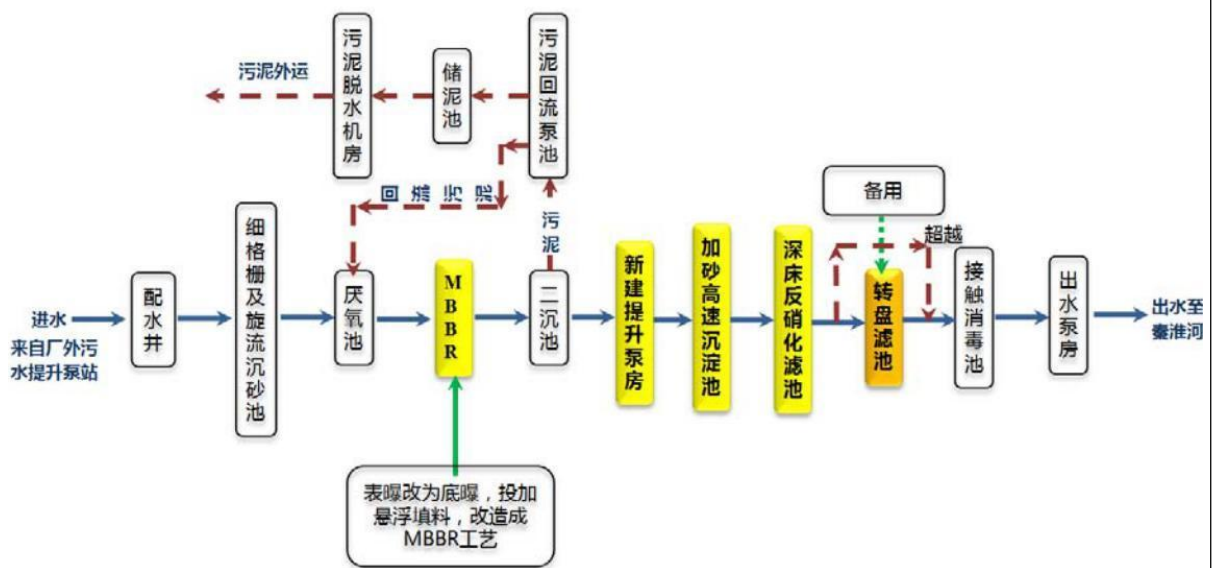 污泥外运
污泥脱水机房
储泥池
污泥回流泵池
污泥
进水
来自厂外污
水提升泵站
配水井
细格栅及旋流沉砂池
厌氧池
MBBR
二沉池
新建提升泵房
加砂高速沉淀池
深床反硝化滤池
备用
超越
转盘滤池
接触消毒池
出水泵房
出水至
秦淮河
表曝改为底曝，投加
悬浮填料，改造成
MBBR工艺